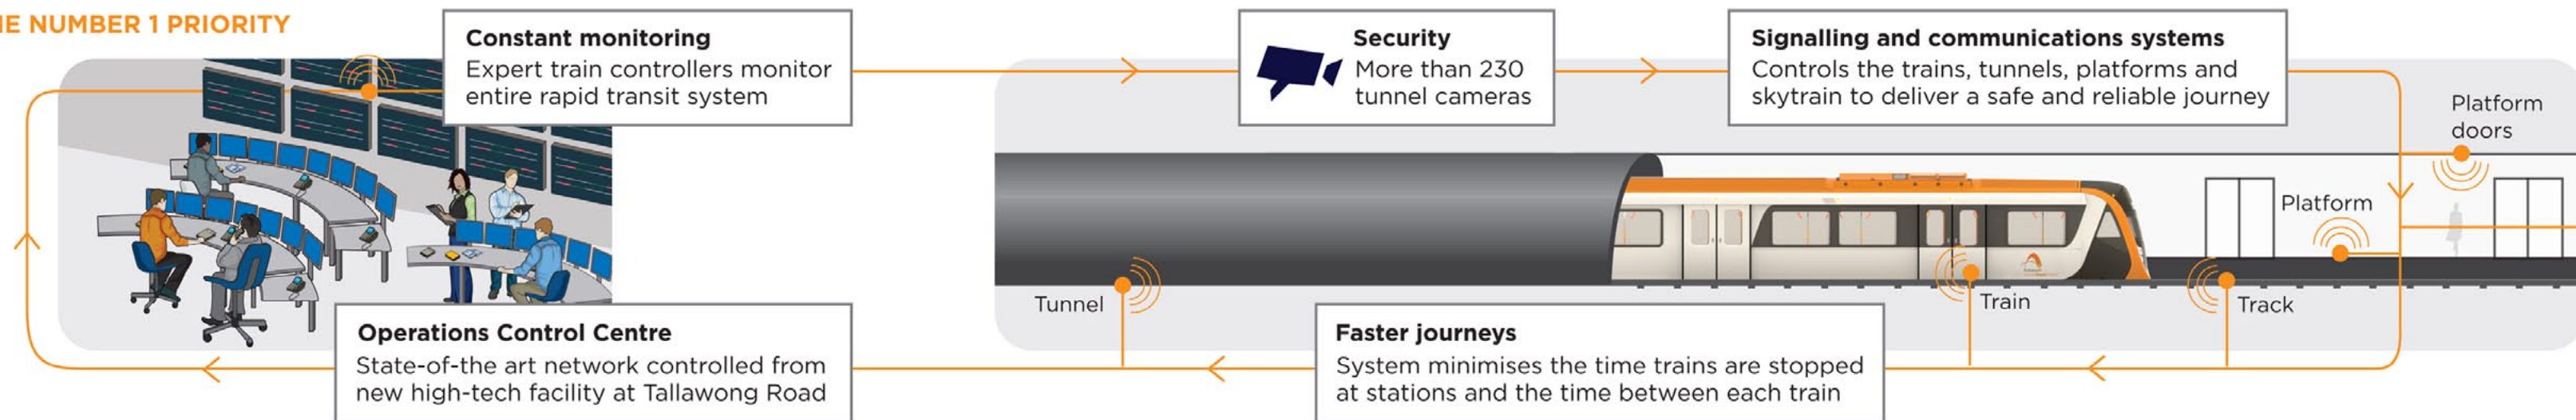 NUMBER 1 PRIORITY
Constant monitoring
Expert train controllers monitor
entire rapid transit system
Security
More than 230
tunnel cameras
Signalling and communications systems
Controls the trains, tunnels, platforms and
skytrain to deliver a safe and reliable journey
Platform
doors
Platform
Tunnel
Train
Track
Operations Control Centre
State-of-the art network controlled from
new high-tech facility at Tallawong Road
Faster journeys
System minimises the time trains are stopped
at stations and the time between each train